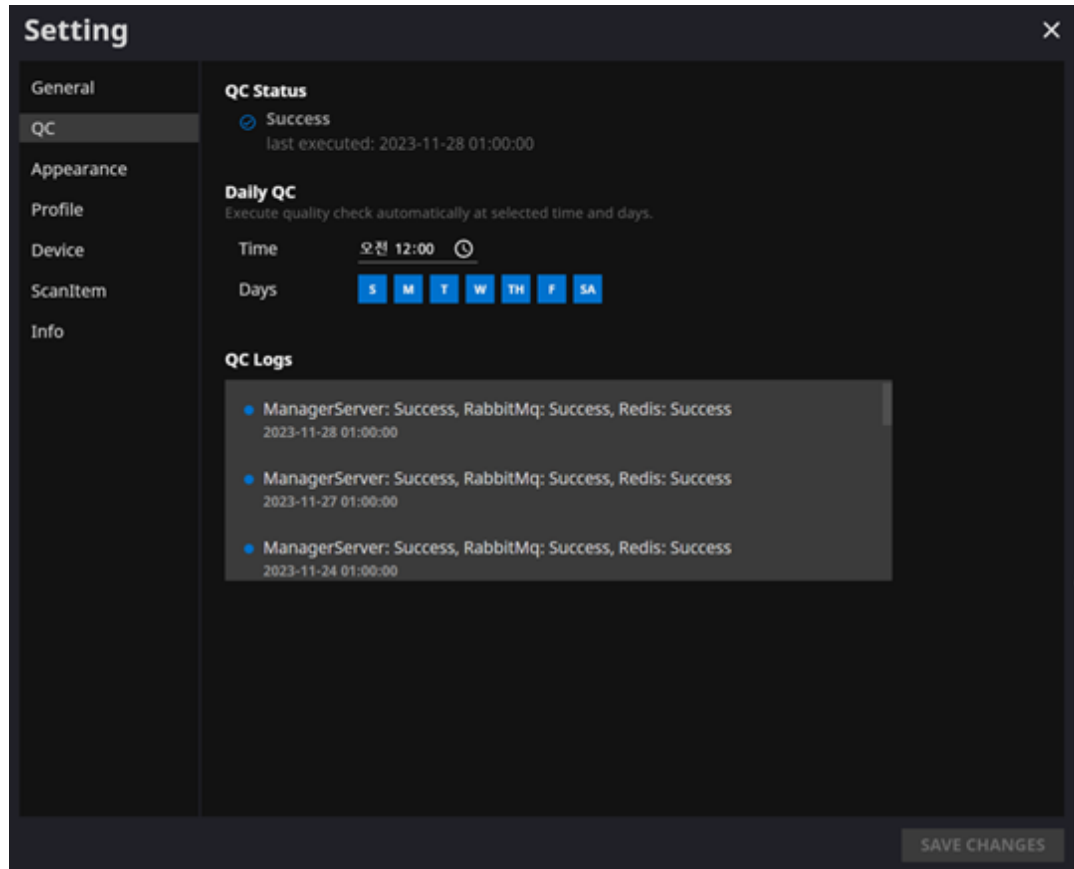 Setting
General
QC
Appearance
Profile
Device
ScanItem
Info
QC Status
Success
last executed: 2023-11-28 01:00:00
Daily QC
Execute quality check automatically at selected time and days.
Time 오전 12:00
Days S M T W TH F SA
QC Logs
ManagerServer: Success, RabbitMq: Success, Redis: Success
2023-11-28 01:00:00
ManagerServer: Success, RabbitMq: Success, Redis: Success
2023-11-27 01:00:00
ManagerServer: Success, RabbitMq: Success, Redis: Success
2023-11-24 01:00:00
SAVE CHANGES